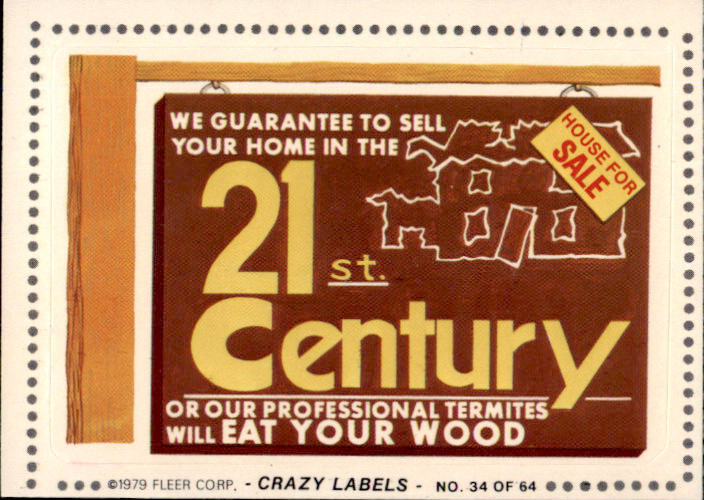 WE GUARANTEE TO SELL
YOUR HOME IN THE
HOUSE FOR
SALE
21 st.
Century
OR OUR PROFESSIONAL TERMITES
WILL EAT YOUR WOOD
©1979 FLEER CORP. - CRAZY LABELS - NO. 34 OF 64